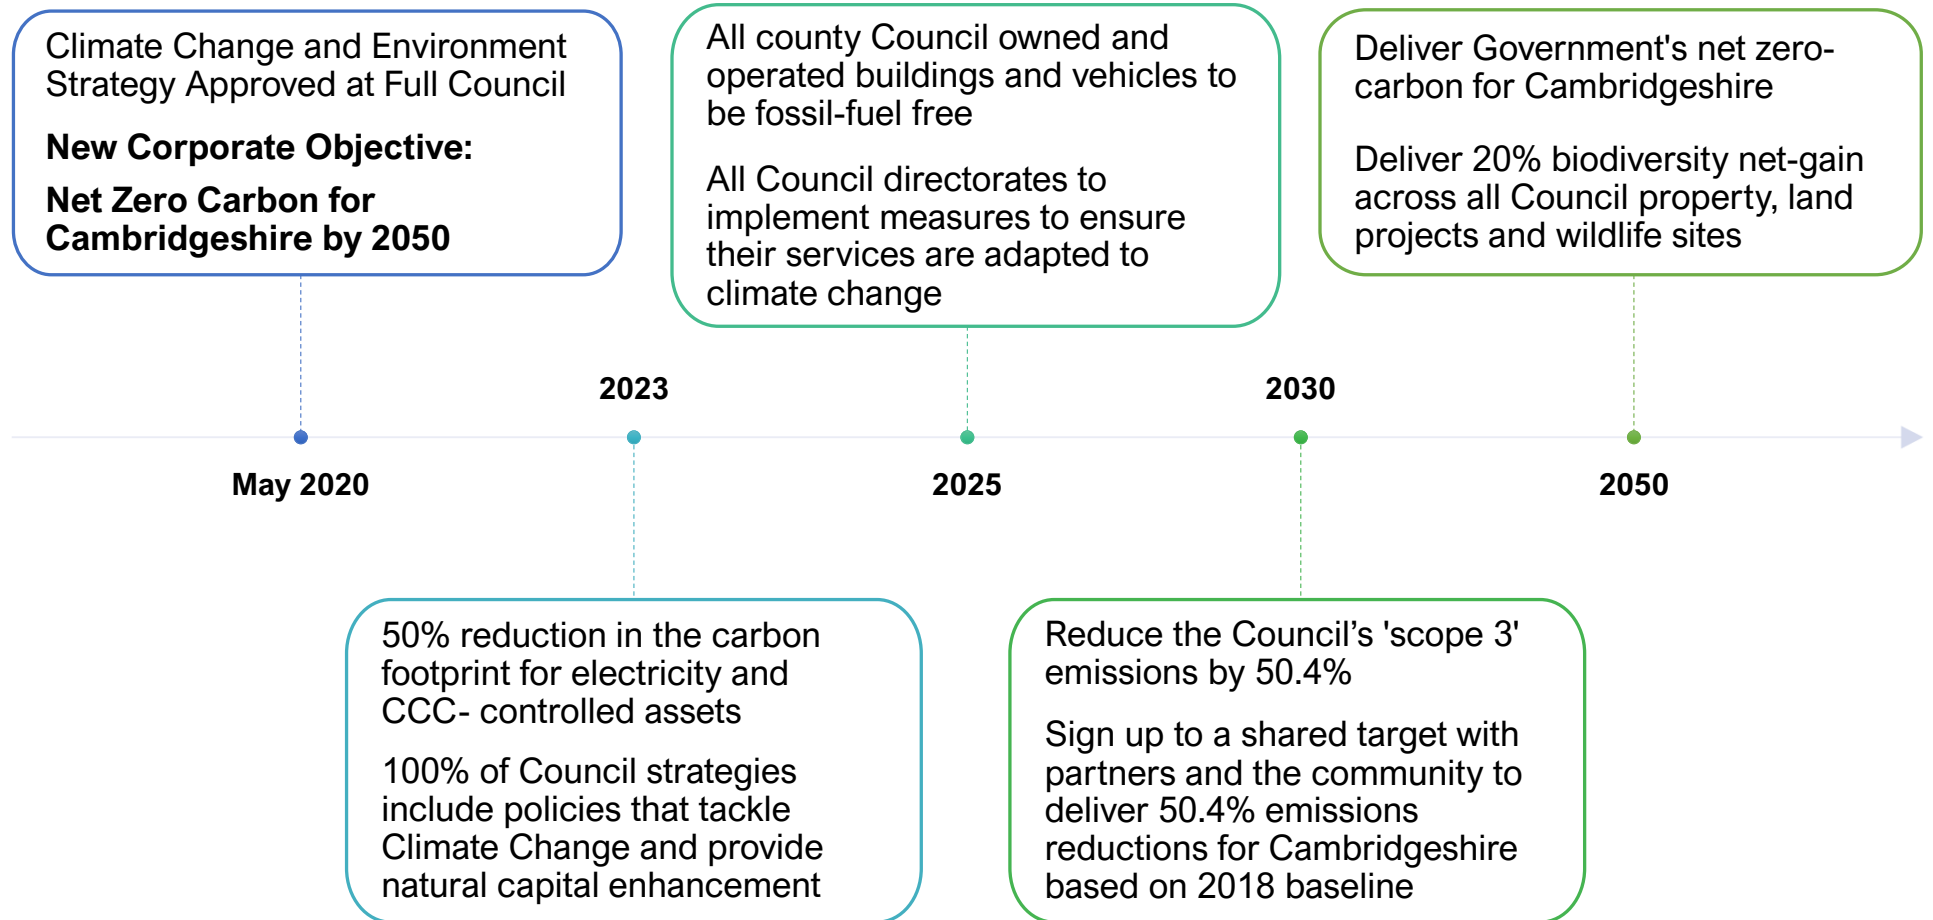 Climate Change and Environment
Strategy Approved at Full Council
New Corporate Objective:
Net Zero Carbon for
Cambridgeshire by 2050
All county Council owned and
operated buildings and vehicles to
be fossil-fuel free
All Council directorates to
implement measures to ensure
their services are adapted to
climate change
Deliver Government's net zero-
carbon for Cambridgeshire
Deliver 20% biodiversity net-gain
across all Council property, land
projects and wildlife sites
2023
2030
May 2020
2025
2050
50% reduction in the carbon
footprint for electricity and
CCC- controlled assets
100% of Council strategies
include policies that tackle
Climate Change and provide
natural capital enhancement
Reduce the Council’s 'scope 3'
emissions by 50.4%
Sign up to a shared target with
partners and the community to
deliver 50.4% emissions
reductions for Cambridgeshire
based on 2018 baseline